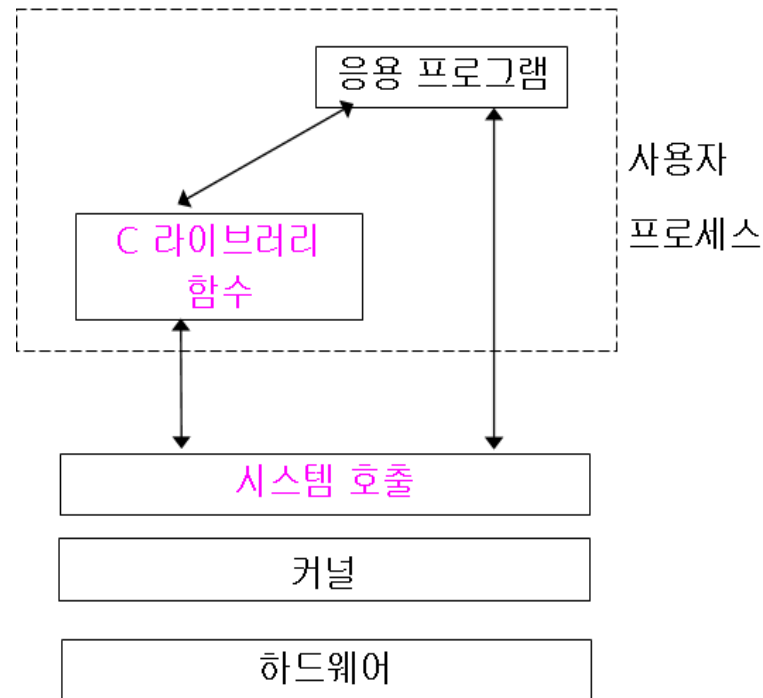 응용 프로그램
사용자
프로세스
C 라이브러리
함수
시스템 호출
커널
하드웨어